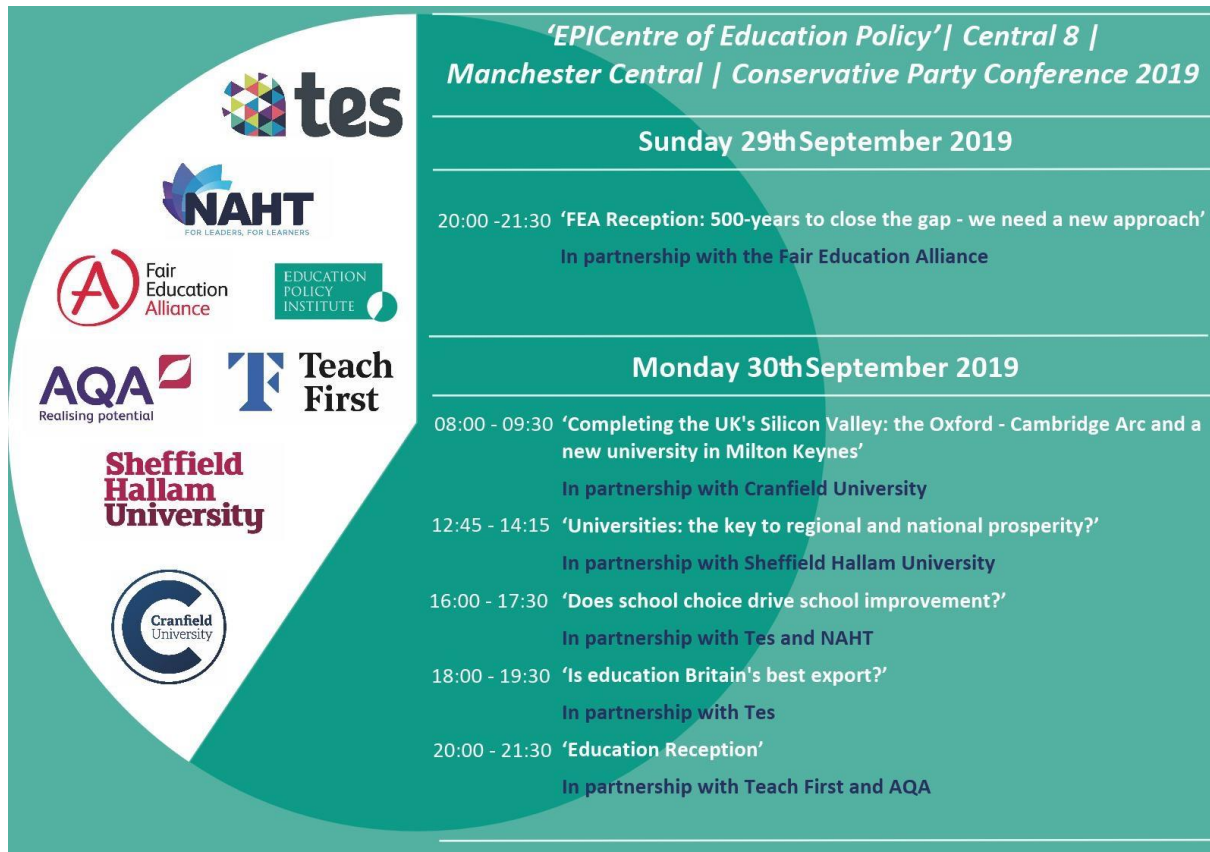 tes
NAHT
FOR LEADERS, FOR LEARNERS
Fair
Education
Alliance
EDUCATION
POLICY
INSTITUTE
AQA
Realising potential
TF
Teach
First
Sheffield
Hallam
University
Cranfield
University
‘EPICentre of Education Policy’| Central 8 |
Manchester Central | Conservative Party Conference 2019
Sunday 29th September 2019
20:00 -21:30 ‘FEA Reception: 500-years to close the gap - we need a new approach’
In partnership with the Fair Education Alliance
Monday 30th September 2019
08:00 - 09:30 ‘Completing the UK's Silicon Valley: the Oxford - Cambridge Arc and a
new university in Milton Keynes’
In partnership with Cranfield University
12:45 - 14:15 ‘Universities: the key to regional and national prosperity?’
In partnership with Sheffield Hallam University
16:00 - 17:30 ‘Does school choice drive school improvement?’
In partnership with Tes and NAHT
18:00 - 19:30 ‘Is education Britain's best export?’
In partnership with Tes
20:00 - 21:30 ‘Education Reception’
In partnership with Teach First and AQA